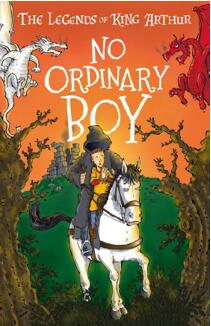 THE LEGENDS OF KING ARTHUR
NO
ORDINARY
BOY